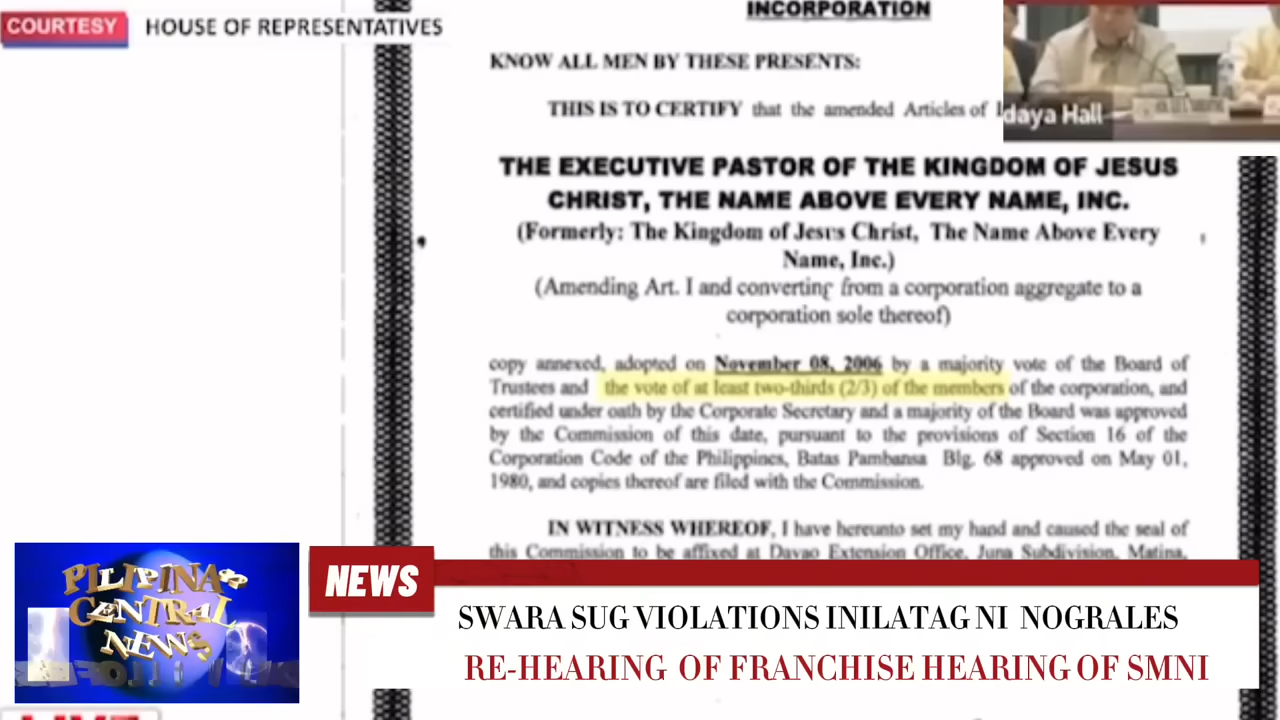 COURTESY HOUSE OF REPRESENTATIVES
INCORPORATION
KNOW ALL MEN BY THESE PRESENTS:
THIS IS TO CERTIFY that the amended Articles of
daya Hall
THE EXECUTIVE PASTOR OF THE KINGDOM OF JESUS
CHRIST, THE NAME ABOVE EVERY NAME, INC.
(Formerly: The Kingdom of Jesus Christ, The Name Above Every
Name, Inc.)
(Amending Art. I and converting from a corporation aggregate to a
corporation sole thereof)
copy annexed, adopted on November 08, 2006 by a majority vote of the Board of
Trustees and the vote of at least two-thirds (2/3) of the members of the corporation, and
certified under oath by the Corporate Secretary and a majority of the Board was approved
by the Commission of this date, pursuant to the provisions of Section 16 of the
Corporation Code of the Philippines, Batas Pambansa Blg. 68 approved on May 01,
1980, and copies thereof are filed with the Commission.
IN WITNESS WHEREOF, I have hereunto set my hand and caused the seal of
this Commission to be affixed at Davao Extension Office, Juna Subdivision, Matina,
PILIPINAS
CENTRAL
NEWS
NEWS
SWARA SUG VIOLATIONS INILATAG NI NOGRALES
RE-HEARING OF FRANCHISE HEARING OF SMNI